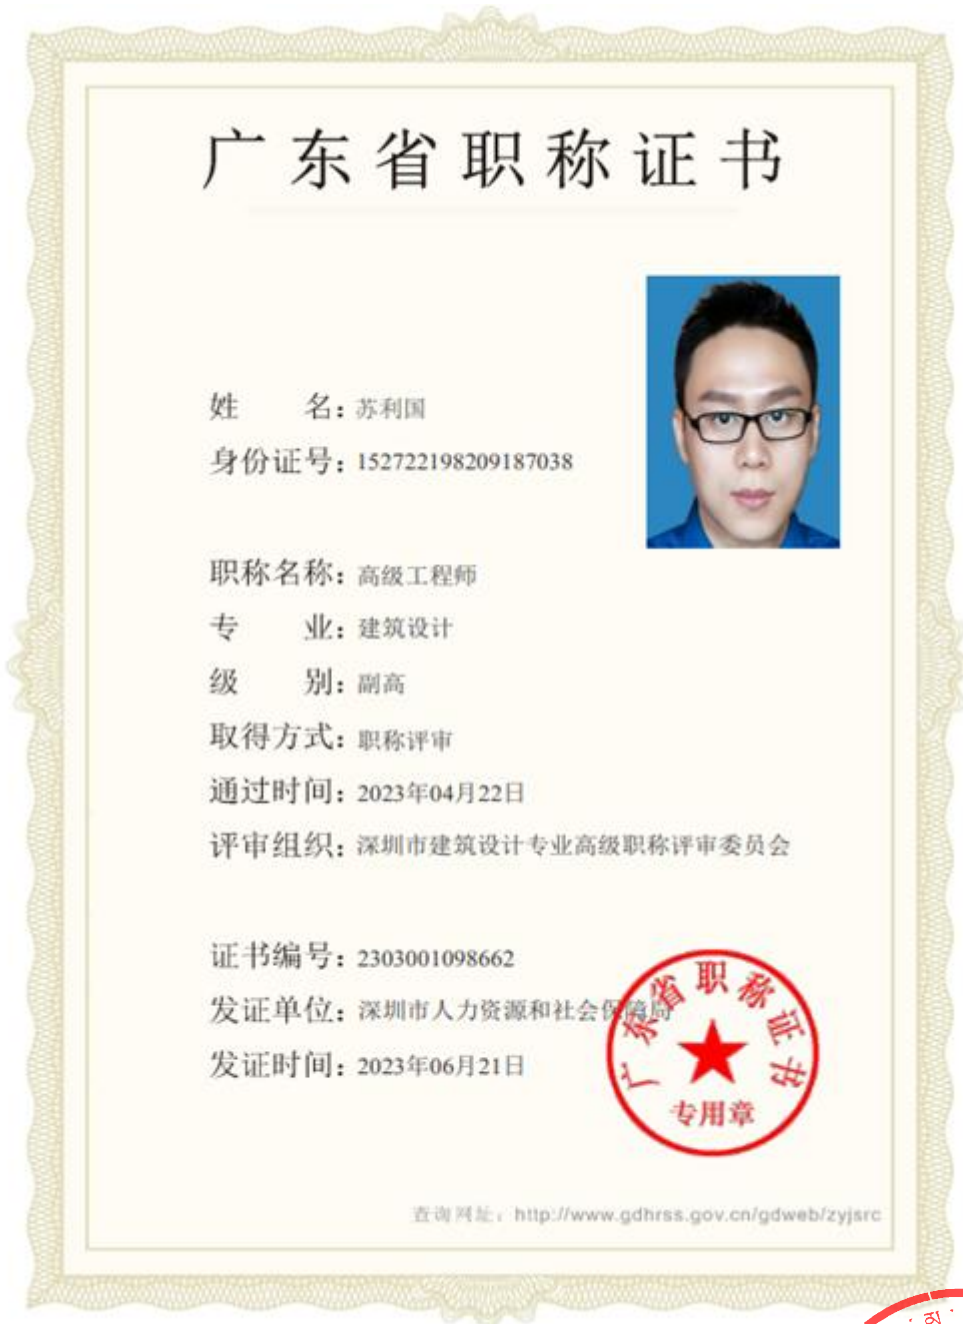 广东省职称证书
姓 名：苏利国
身份证号：152722198209187038
职称名称：高级工程师
专 业：建筑设计
级 别：副高
取得方式：职称评审
通过时间：2023年04月22日
评审组织：深圳市建筑设计专业高级职称评审委员会
证书编号：2303001098662
发证单位：深圳市人力资源和社会保障局
发证时间：2023年06月21日
广东省职称证书
专用章
查询网址：http://www.gdhrss.gov.cn/gdweb/zyjsrc